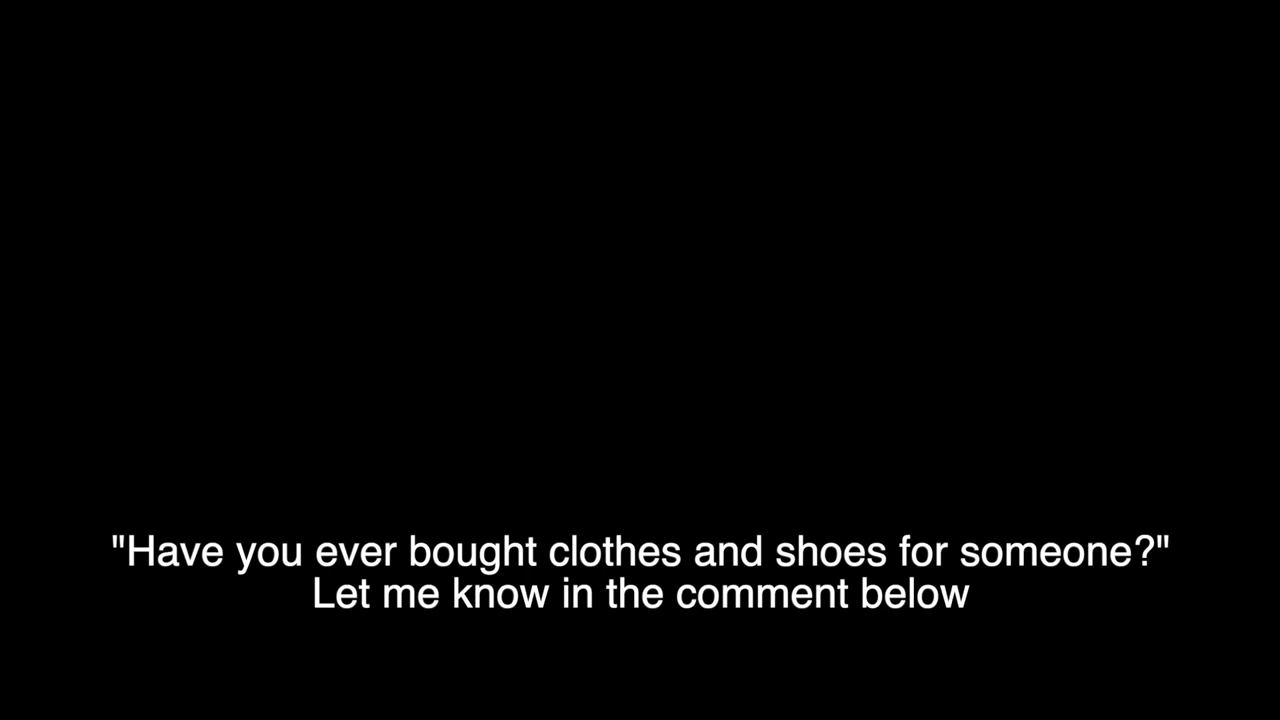 "Have you ever bought clothes and shoes for someone?"
Let me know in the comment below